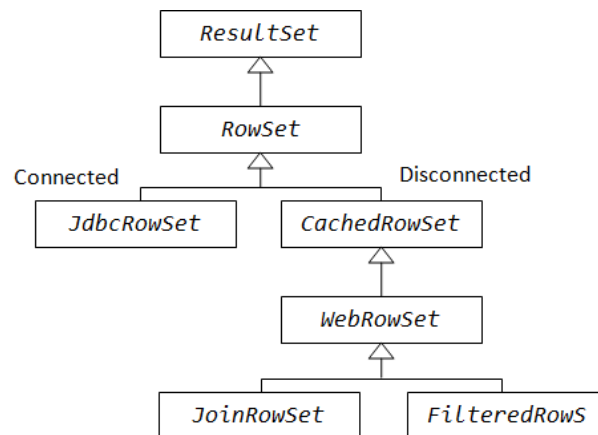 ResultSet
RowSet
Connected
Disconnected
JdbcRowSet
CachedRowSet
WebRowSet
JoinRowSet
FilteredRowS